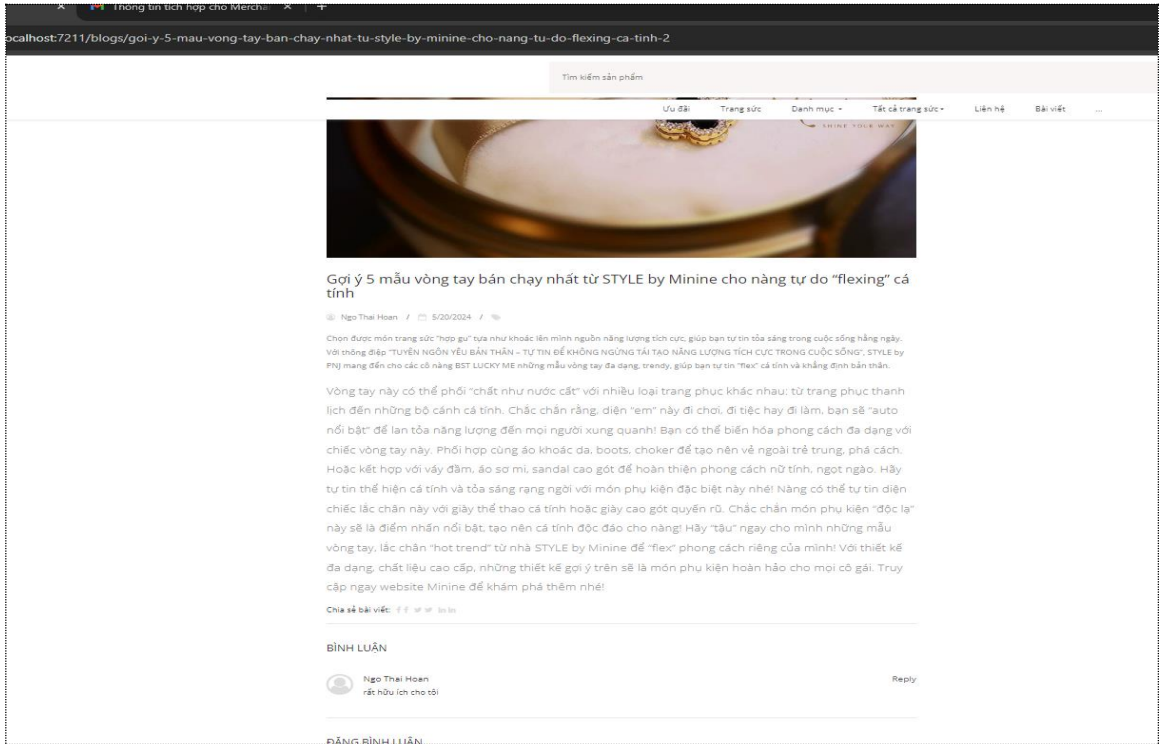 Thông tin tích hợp cho Mercha
ocalhost:7211/blogs/goi-y-5-mau-vong-tay-ban-chay-nhat-tu-style-by-minine-cho-nang-tu-do-flexing-ca-tinh-2
Tìm kiếm sản phẩm
Ưu đãi Trang sức Danh mục Tất cả trang sức Liên hệ Bài viết ...
SHINE YOUR WAY
Gợi ý 5 mẫu vòng tay bán chạy nhất từ STYLE by Minine cho nàng tự do “flexing” cá
tính
Ngo Thai Hoan / 5/20/2024 /
Chọn được món trang sức “hợp gu” tựa như khoác lên mình nguồn năng lượng tích cực, giúp bạn tự tin tỏa sáng trong cuộc sống hằng ngày.
Với thông điệp “TUYÊN NGÔN YÊU BẢN THÂN – TỰ TIN ĐỂ KHÔNG NGỪNG TÁI TẠO NĂNG LƯỢNG TÍCH CỰC TRONG CUỘC SỐNG”, STYLE by
PNJ mang đến cho các cô nàng BST LUCKY ME những mẫu vòng tay đa dạng, trendy, giúp bạn tự tin “flex” cá tính và khẳng định bản thân.
Vòng tay này có thể phối “chất như nước cất” với nhiều loại trang phục khác nhau: từ trang phục thanh
lịch đến những bộ cánh cá tính. Chắc chắn rằng, diện “em” này đi chơi, đi tiệc hay đi làm, bạn sẽ “auto
nổi bật” để lan tỏa năng lượng đến mọi người xung quanh! Bạn có thể biến hóa phong cách đa dạng với
chiếc vòng tay này. Phối hợp cùng áo khoác da, boots, choker để tạo nên vẻ ngoài trẻ trung, phá cách.
Hoặc kết hợp với váy đầm, áo sơ mi, sandal cao gót để hoàn thiện phong cách nữ tính, ngọt ngào. Hãy
tự tin thể hiện cá tính và tỏa sáng rạng ngời với món phụ kiện đặc biệt này nhé! Nàng có thể tự tin diện
chiếc lắc chân này với giày thể thao cá tính hoặc giày cao gót quyến rũ. Chắc chắn món phụ kiện “độc lạ”
này sẽ là điểm nhấn nổi bật, tạo nên cá tính độc đáo cho nàng! Hãy “tậu” ngay cho mình những mẫu
vòng tay, lắc chân “hot trend” từ nhà STYLE by Minine để “flex” phong cách riêng của mình! Với thiết kế
đa dạng, chất liệu cao cấp, những thiết kế gợi ý trên sẽ là món phụ kiện hoàn hảo cho mọi cô gái. Truy
cập ngay website Minine để khám phá thêm nhé!
Chia sẻ bài viết:
BÌNH LUẬN
Ngo Thai Hoan Reply
rất hữu ích cho tôi
ĐĂNG BÌNH LUẬN